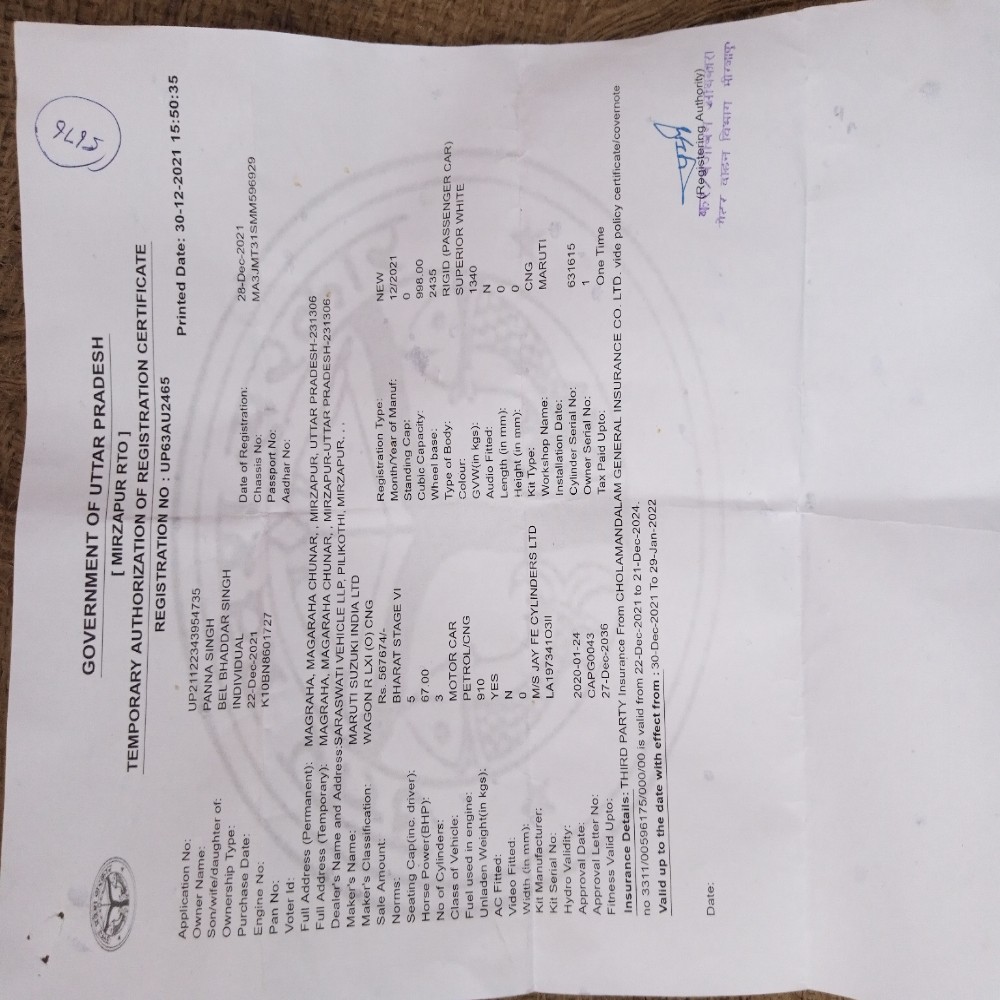 5676
GOVERNMENT OF UTTAR PRADESH
[ MIRZAPUR RTO ]
TEMPORARY AUTHORIZATION OF REGISTRATION CERTIFICATE
REGISTRATION NO : UP63AU2465
Printed Date: 30-12-2021 15:50:35
Application No: UP21122343954735
Owner Name: PANNA SINGH
Son/wife/daughter of: BEL BHADDAR SINGH
Ownership Type: INDIVIDUAL Date of Registration: 28-Dec-2021
Purchase Date: 22-Dec-2021 Chassis No: MA3JMT31SMM596929
Engine No: K10BN8601727 Passport No:
Pan No: Aadhar No:
Voter Id:
Full Address (Permanent): MAGRAHA, MAGARAHA CHUNAR, , MIRZAPUR, UTTAR PRADESH-231306
Full Address (Temporary): MAGRAHA, MAGARAHA CHUNAR, , MIRZAPUR-UTTAR PRADESH-231306
Dealer's Name and Address:SARASWATI VEHICLE LLP, PILIKOTHI, MIRZAPUR, , ,
Maker's Name: MARUTI SUZUKI INDIA LTD
Maker's Classification: WAGON R LXI (O) CNG
Sale Amount: Rs. 567674/- Registration Type: NEW
Norms: BHARAT STAGE VI Month/Year of Manuf: 12/2021
Seating Cap(inc. driver): 5 Standing Cap: 0
Horse Power(BHP): 67.00 Cubic Capacity: 998.00
No of Cylinders: 3 Wheel base: 2435
Class of Vehicle: MOTOR CAR Type of Body: RIGID (PASSENGER CAR)
Fuel used in engine: PETROL/CNG Colour: SUPERIOR WHITE
Unladen Weight(in kgs): 910 GVW(in kgs): 1340
AC Fitted: YES Audio Fitted: N
Video Fitted: N Length (in mm): 0
Width (in mm): 0 Height (in mm): 0
Kit Manufacturer: M/S JAY FE CYLINDERS LTD Kit Type: CNG
Kit Serial No: LA197341O3II Workshop Name: MARUTI
Hydro Validity: Installation Date:
Approval Date: 2020-01-24 Cylinder Serial No: 631615
Approval Letter No: CAPG0043 Owner Serial No: 1
Fitness Valid Upto: 27-Dec-2036 Tax Paid Upto: One Time
Insurance Details: THIRD PARTY Insurance From CHOLAMANDALAM GENERAL INSURANCE CO. LTD. vide policy certificate/covernote
no 3311/00596175/000/00 is valid from 22-Dec-2021 to 21-Dec-2024.
Valid up to the date with effect from : 30-Dec-2021 To 29-Jan-2022
(Registering Authority)
Date: